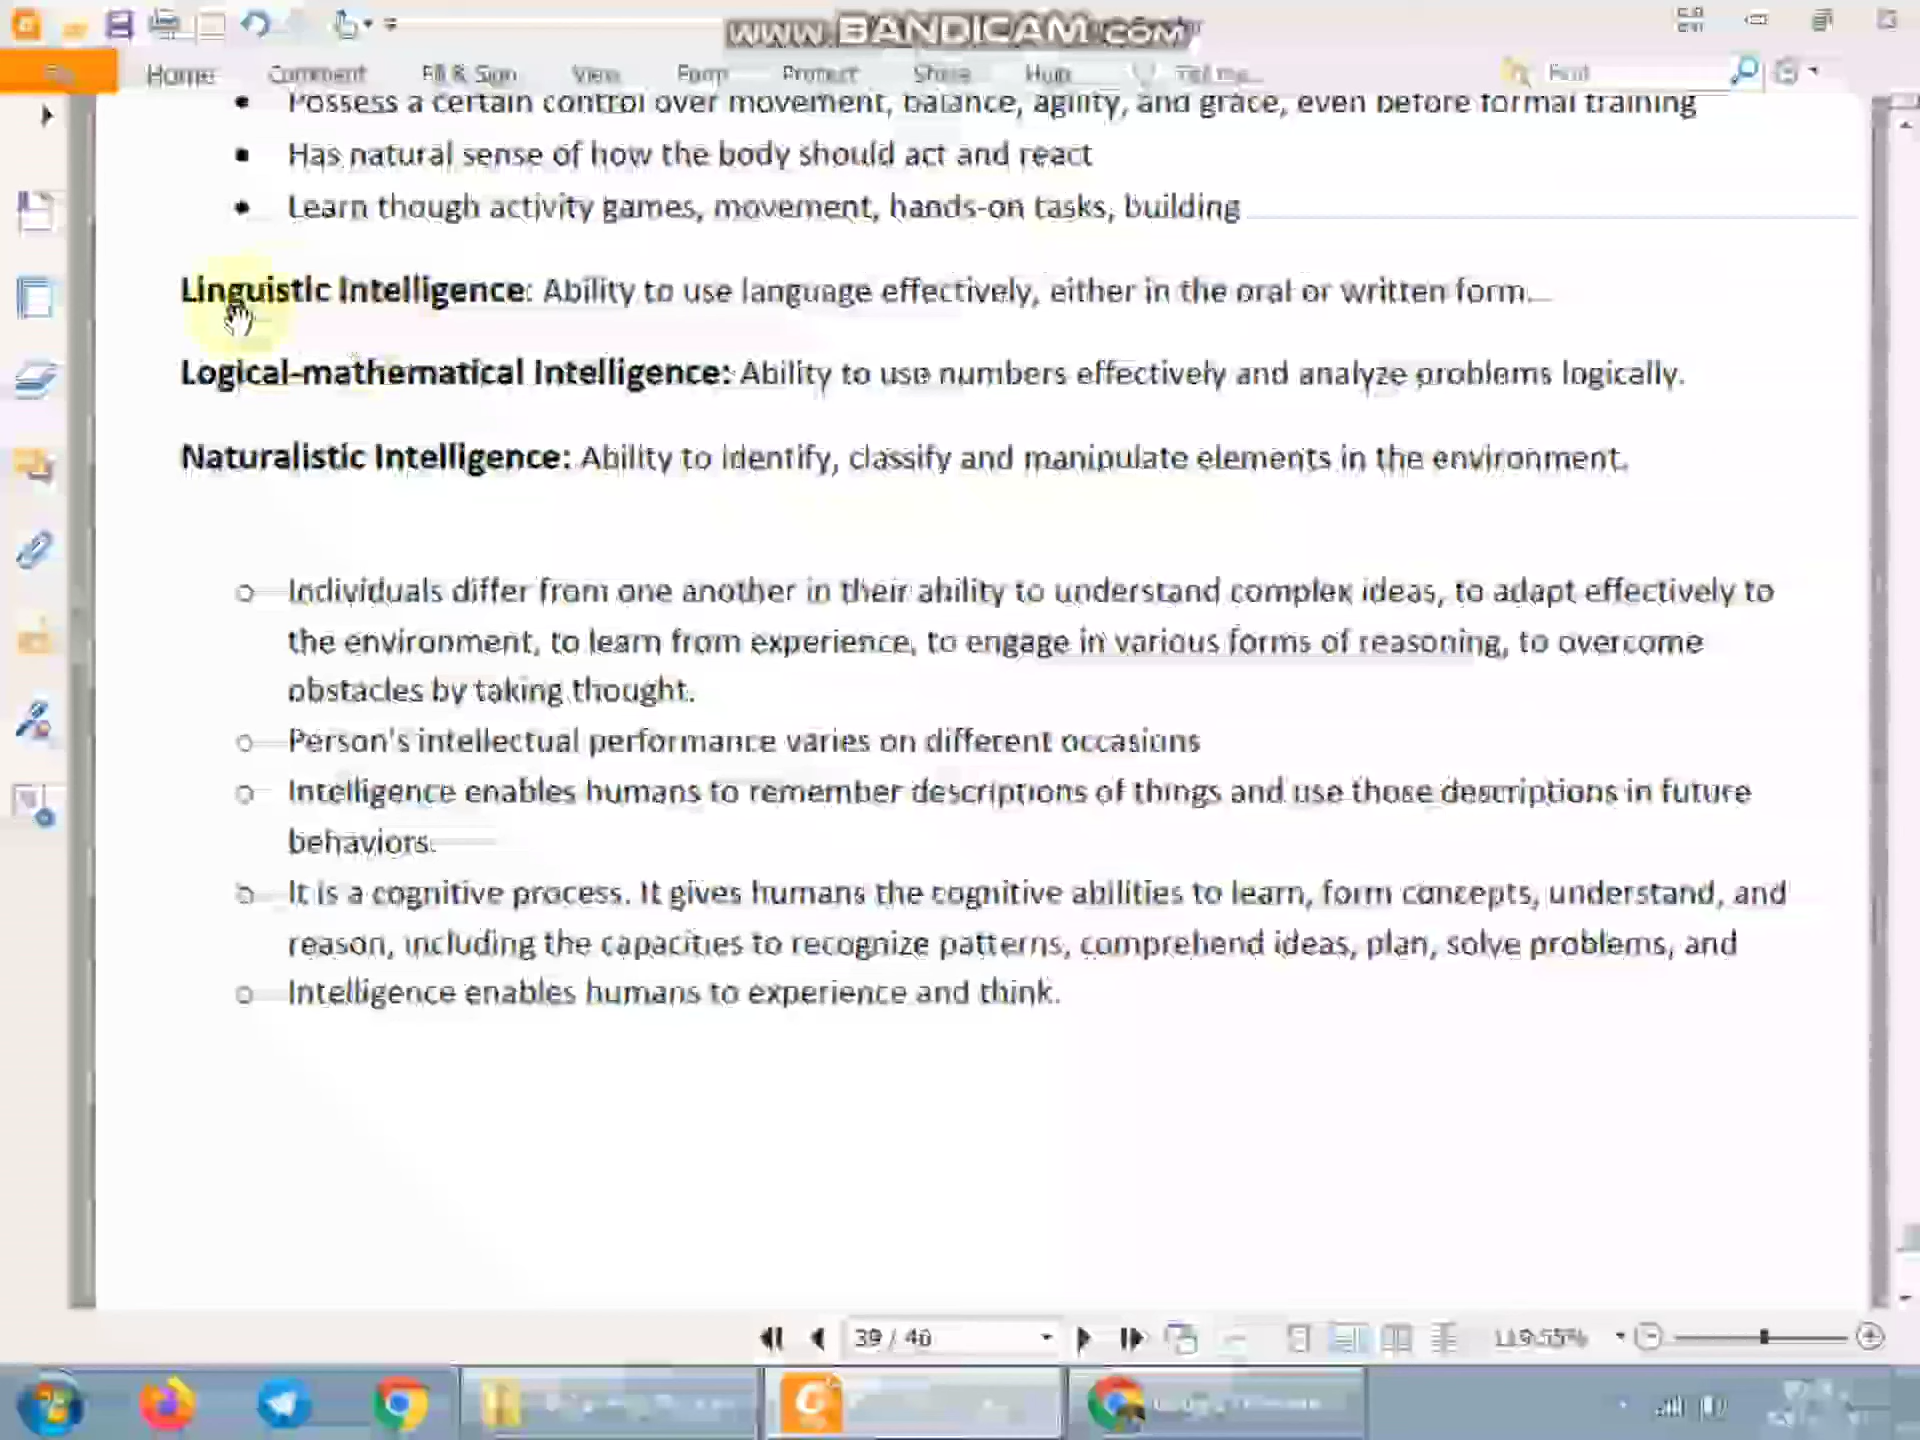 www.BANDICAM.com
Home Comment Fill & Sign View Form Protect Share Help Tell me... Find
Possess a certain control over movement, balance, agility, and grace, even before formal training
Has natural sense of how the body should act and react
Learn though activity games, movement, hands-on tasks, building
Linguistic Intelligence: Ability to use language effectively, either in the oral or written form.
Logical-mathematical Intelligence: Ability to use numbers effectively and analyze problems logically.
Naturalistic Intelligence: Ability to identify, classify and manipulate elements in the environment.
Individuals differ from one another in their ability to understand complex ideas, to adapt effectively to
the environment, to learn from experience, to engage in various forms of reasoning, to overcome
obstacles by taking thought.
Person's intellectual performance varies on different occasions
Intelligence enables humans to remember descriptions of things and use those descriptions in future
behaviors.
It is a cognitive process. It gives humans the cognitive abilities to learn, form concepts, understand, and
reason, including the capacities to recognize patterns, comprehend ideas, plan, solve problems, and
Intelligence enables humans to experience and think.
39 / 40
119.55%